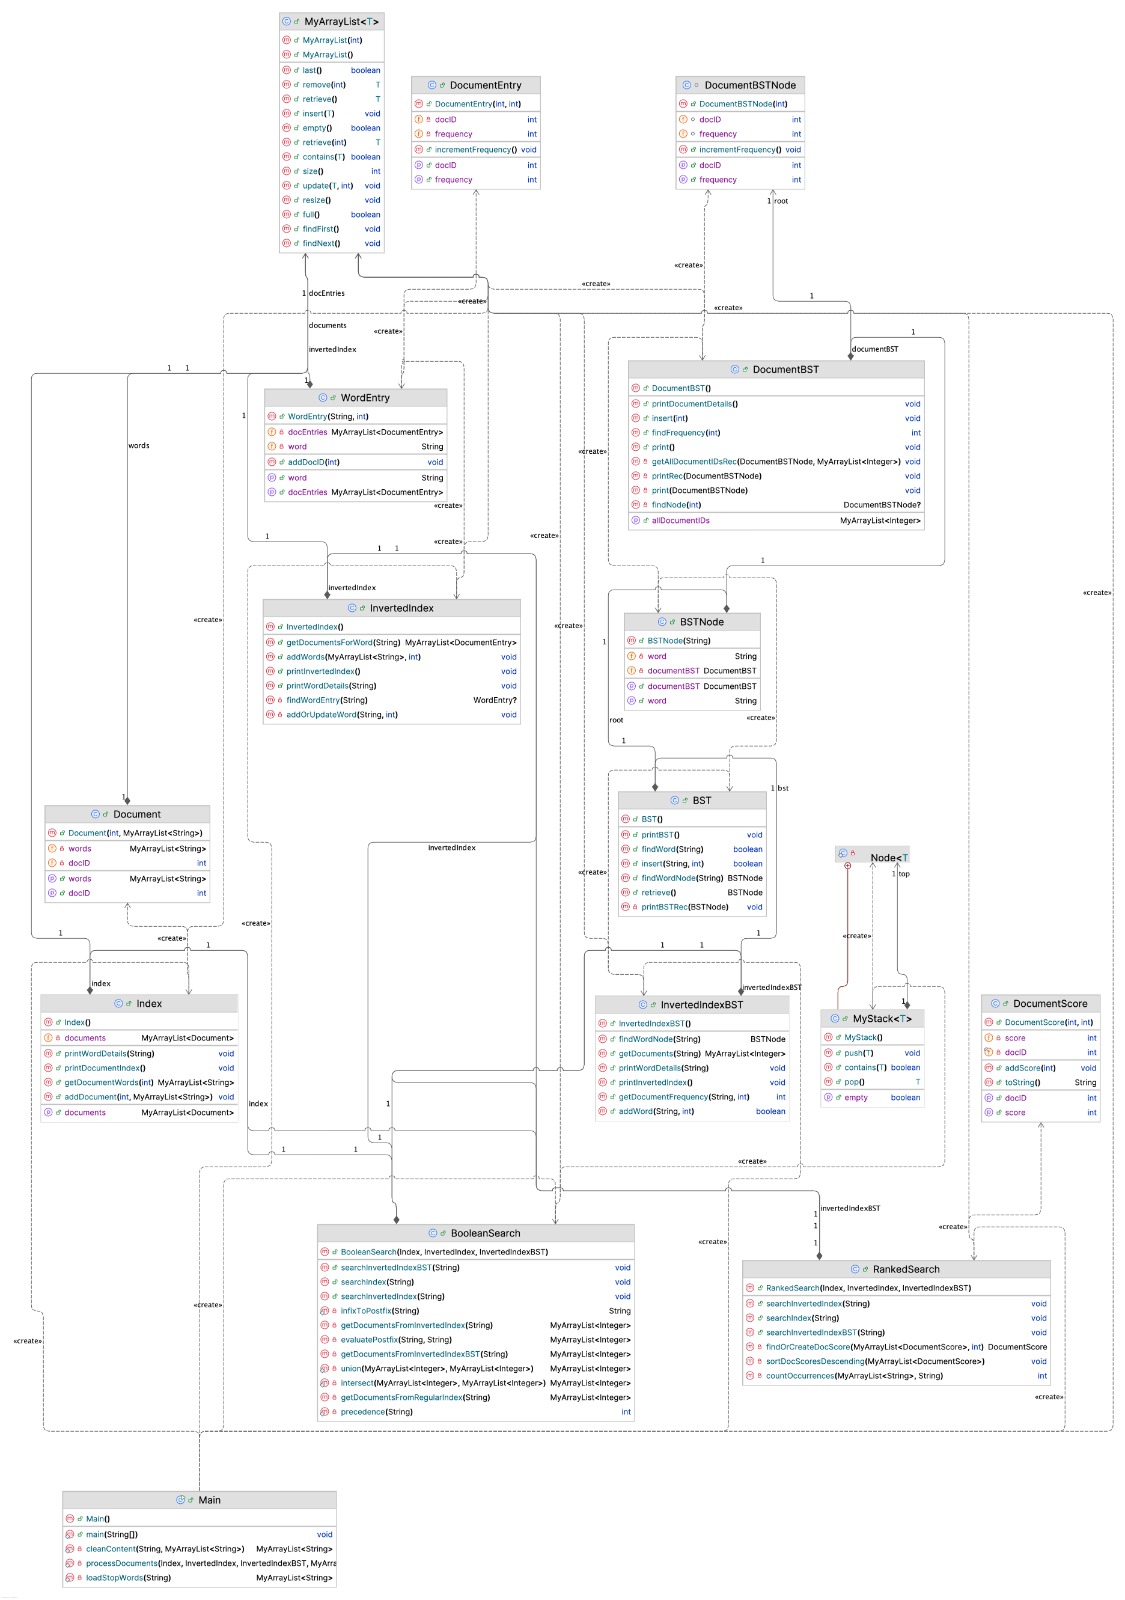 MyArrayList<T>
MyArrayList(int)
MyArrayList()
last() boolean
remove(int) T
retrieve() T
insert(T) void
empty() boolean
retrieve(int) T
contains(T) boolean
size() int
update(T, int) void
resize() void
full() boolean
findFirst() void
findNext() void
DocumentEntry
DocumentEntry(int, int)
docID int
frequency int
incrementFrequency() void
docID int
frequency int
DocumentBSTNode
DocumentBSTNode(int)
docID int
frequency int
incrementFrequency() void
docID int
frequency int
1 root
«create»
«create»
1 docEntries
«create»
«create»
1
documents
«create»
1
invertedIndex
documentBST
1 1
1
WordEntry
WordEntry(String, int)
docEntries MyArrayList<DocumentEntry>
word String
addDocID(int) void
word String
docEntries MyArrayList<DocumentEntry>
DocumentBST
DocumentBST()
printDocumentDetails() void
insert(int) void
findFrequency(int) int
print() void
getAllDocumentIDsRec(DocumentBSTNode, MyArrayList<Integer>) void
printRec(DocumentBSTNode) void
print(DocumentBSTNode) void
findNode(int) DocumentBSTNode?
allDocumentIDs MyArrayList<Integer>
1
words
«create»
«create»
1
«create»
«create»
1 1
1
invertedIndex
«create»
InvertedIndex
InvertedIndex()
getDocumentsForWord(String) MyArrayList<DocumentEntry>
addWords(MyArrayList<String>, int) void
printInvertedIndex() void
printWordDetails(String) void
findWordEntry(String) WordEntry?
addOrUpdateWord(String, int) void
«create»
«create»
1
BSTNode
BSTNode(String)
word String
documentBST DocumentBST
documentBST DocumentBST
word String
root
«create»
1
1 bst
BST
BST()
printBST() void
findWord(String) boolean
insert(String, int) boolean
findWordNode(String) BSTNode
retrieve() BSTNode
printBSTRec(BSTNode) void
1
Document
Document(int, MyArrayList<String>)
words MyArrayList<String>
docID int
words MyArrayList<String>
docID int
invertedIndex
«create»
Node<T
1 top
«create»
«create»
1
«create»
1
1 1
1
«create»
index
invertedIndexBST
1
Index
Index()
documents MyArrayList<Document>
printWordDetails(String) void
printDocumentIndex() void
getDocumentWords(int) MyArrayList<String>
addDocument(int, MyArrayList<String>) void
documents MyArrayList<Document>
InvertedIndexBST
InvertedIndexBST()
findWordNode(String) BSTNode
getDocuments(String) MyArrayList<Integer>
printWordDetails(String) void
printInvertedIndex() void
getDocumentFrequency(String, int) int
addWord(String, int) boolean
MyStack<T>
MyStack()
push(T) void
contains(T) boolean
pop() T
empty boolean
DocumentScore
DocumentScore(int, int)
score int
docID int
addScore(int) void
toString() String
docID int
score int
index
1
1
1 1
«create»
invertedIndexBST
1
1
1
«create»
«create»
BooleanSearch
BooleanSearch(Index, InvertedIndex, InvertedIndexBST)
searchInvertedIndexBST(String) void
searchIndex(String) void
searchInvertedIndex(String) void
infixToPostfix(String) String
getDocumentsFromInvertedIndex(String) MyArrayList<Integer>
evaluatePostfix(String, String) MyArrayList<Integer>
getDocumentsFromInvertedIndexBST(String) MyArrayList<Integer>
union(MyArrayList<Integer>, MyArrayList<Integer>) MyArrayList<Integer>
intersect(MyArrayList<Integer>, MyArrayList<Integer>) MyArrayList<Integer>
getDocumentsFromRegularIndex(String) MyArrayList<Integer>
precedence(String) int
RankedSearch
RankedSearch(Index, InvertedIndex, InvertedIndexBST)
searchInvertedIndex(String) void
searchIndex(String) void
searchInvertedIndexBST(String) void
findOrCreateDocScore(MyArrayList<DocumentScore>, int) DocumentScore
sortDocScoresDescending(MyArrayList<DocumentScore>) void
countOccurrences(MyArrayList<String>, String) int
«create»
«create»
«create»
Main
Main()
main(String[]) void
cleanContent(String, MyArrayList<String>) MyArrayList<String>
processDocuments(Index, InvertedIndex, InvertedIndexBST, MyArra
loadStopWords(String) MyArrayList<String>